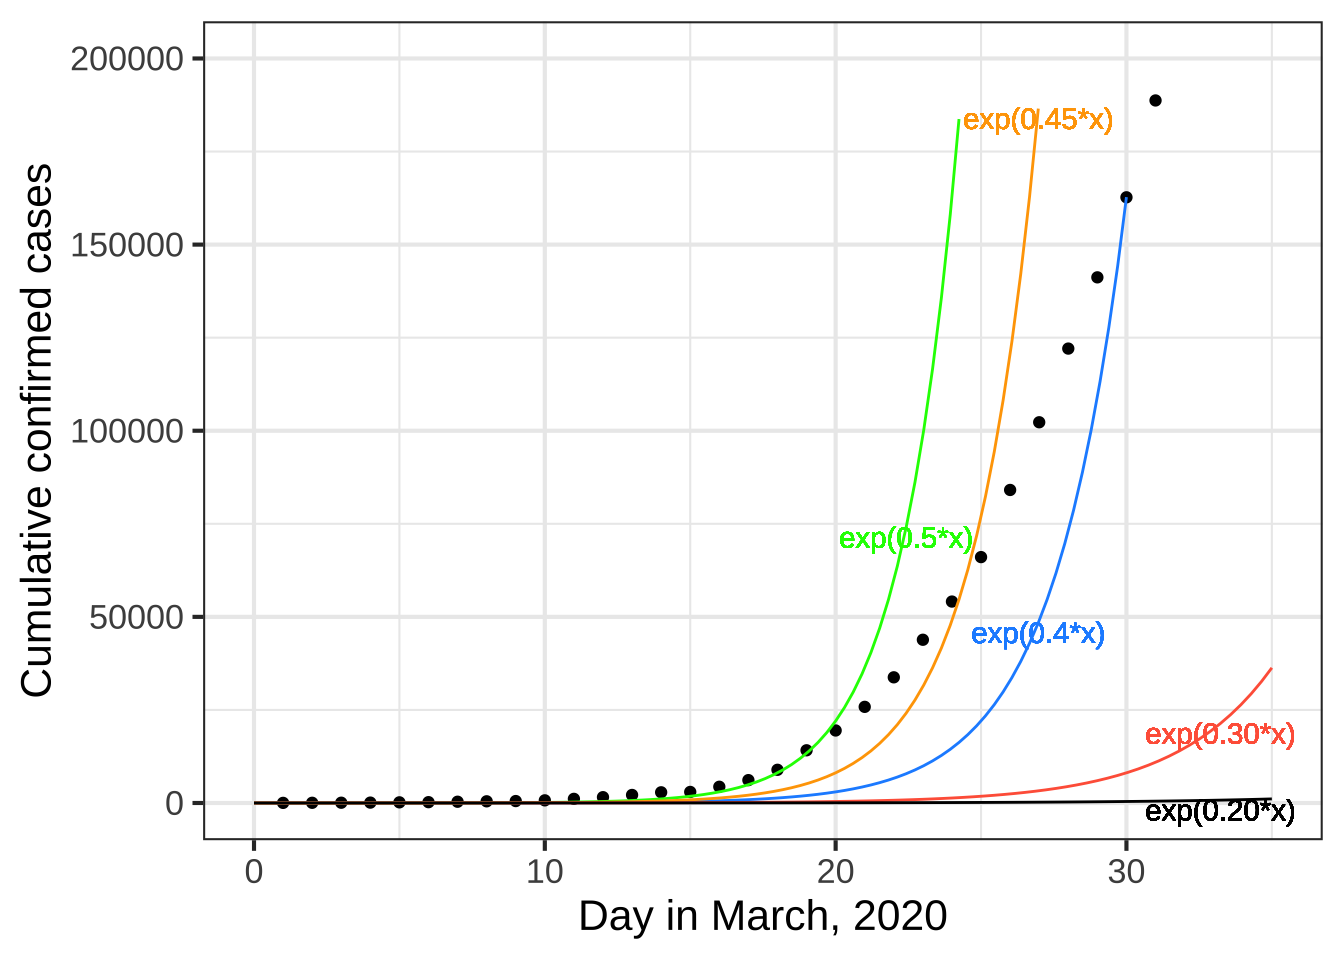 200000
150000
100000
50000
0
Cumulative confirmed cases
exp(0.45*x)
exp(0.5*x)
exp(0.4*x)
exp(0.30*x)
exp(0.20*x)
0
10
20
30
Day in March, 2020